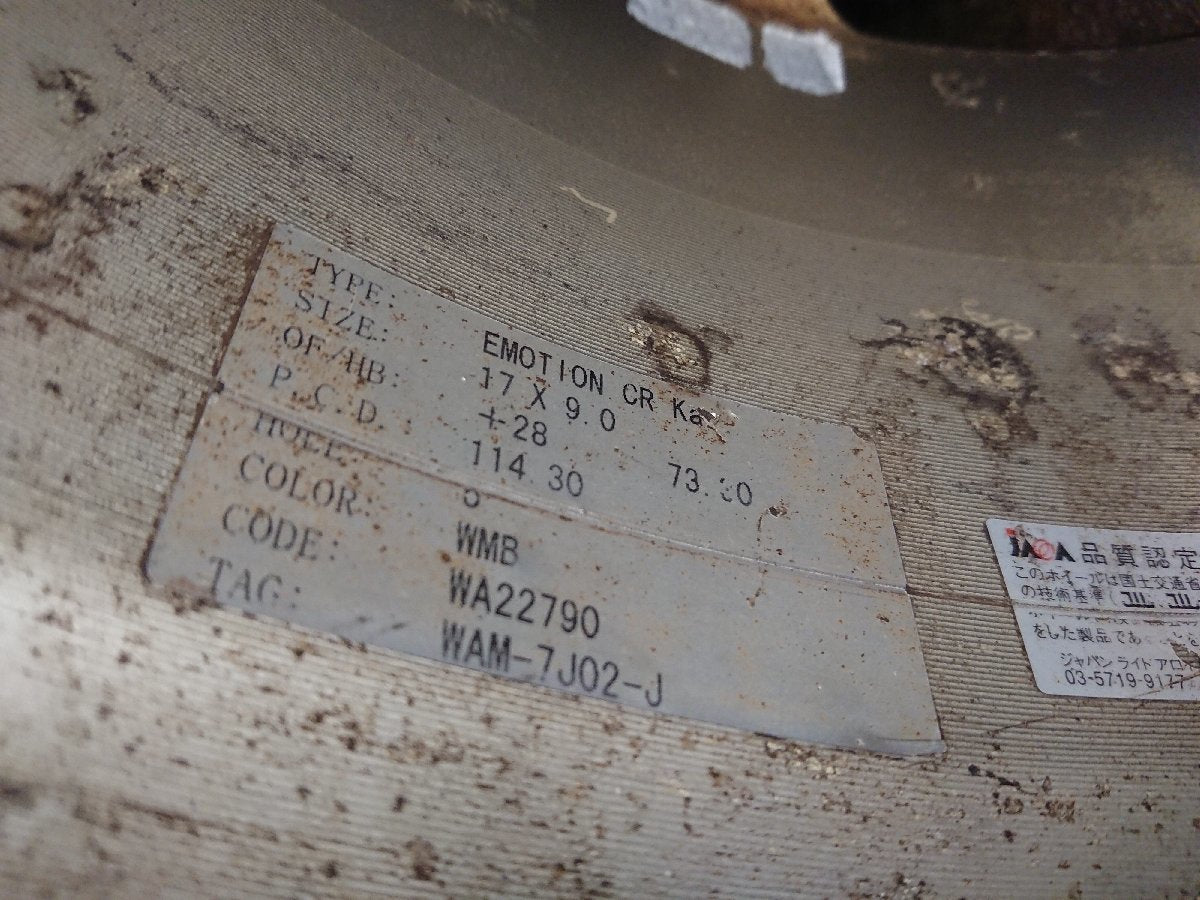 TYPE: EMOTION CR
SIZE: 17 X 9.0
OF/HB: +28 73.
P.C.D. : 114.30
HOLE:
COLOR: WMB
CODE: WA22790
TAG: WAM-7J02-J
JAWA 品質認定
このホイールは国土交通省
の技術基準(JWL, JWL-
をした製品であ
ジャパン ライト アロイ
03-5719-9177